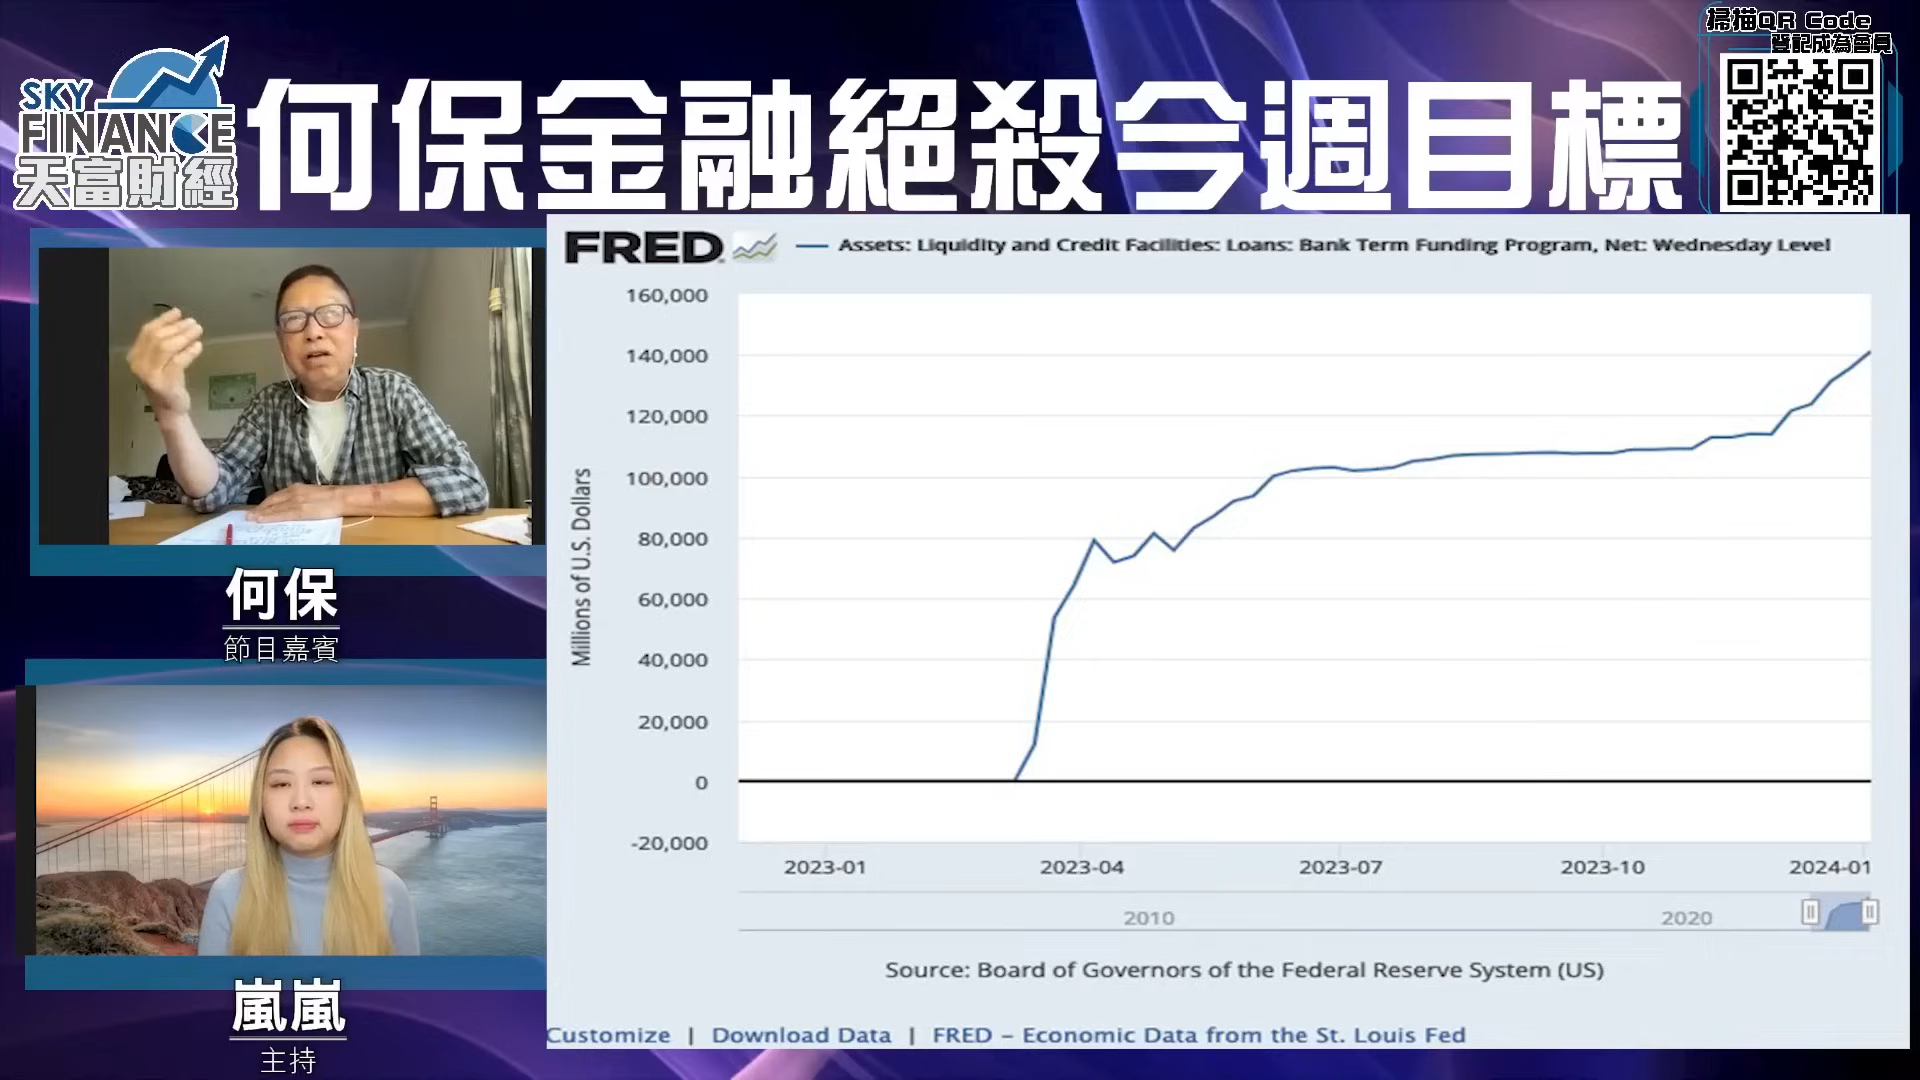 掃描QR Code
登記成為會員
SKY
FINANCE
天富財經
何保金融絕殺今週目標
FRED
Assets: Liquidity and Credit Facilities: Loans: Bank Term Funding Program, Net: Wednesday Level
160,000
140,000
120,000
100,000
80,000
60,000
40,000
20,000
0
-20,000
Millions of U.S. Dollars
2023-01
2023-04
2023-07
2023-10
2024-01
2010
2020
Source: Board of Governors of the Federal Reserve System (US)
Customize | Download Data | FRED – Economic Data from the St. Louis Fed
何保
節目嘉賓
嵐嵐
主持